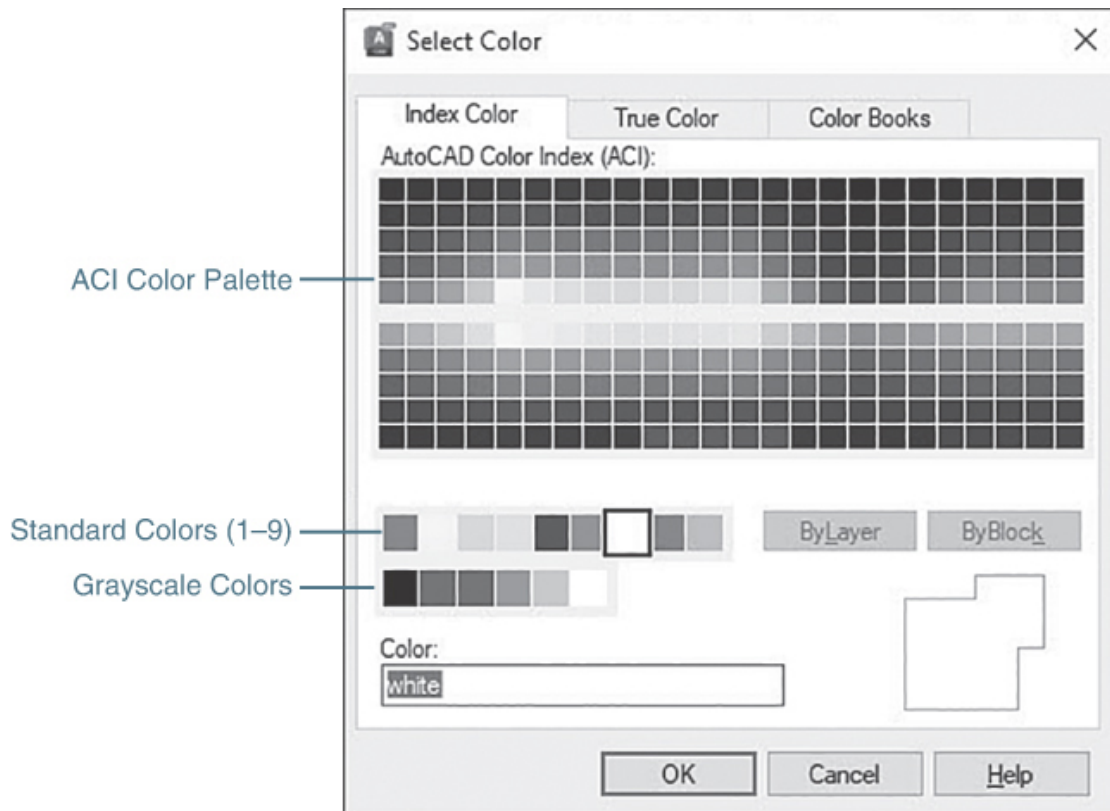 Select Color
Index Color True Color Color Books
AutoCAD Color Index (ACI):
ACI Color Palette
Standard Colors (1–9)
ByLayer ByBlock
Grayscale Colors
Color:
white
OK Cancel Help